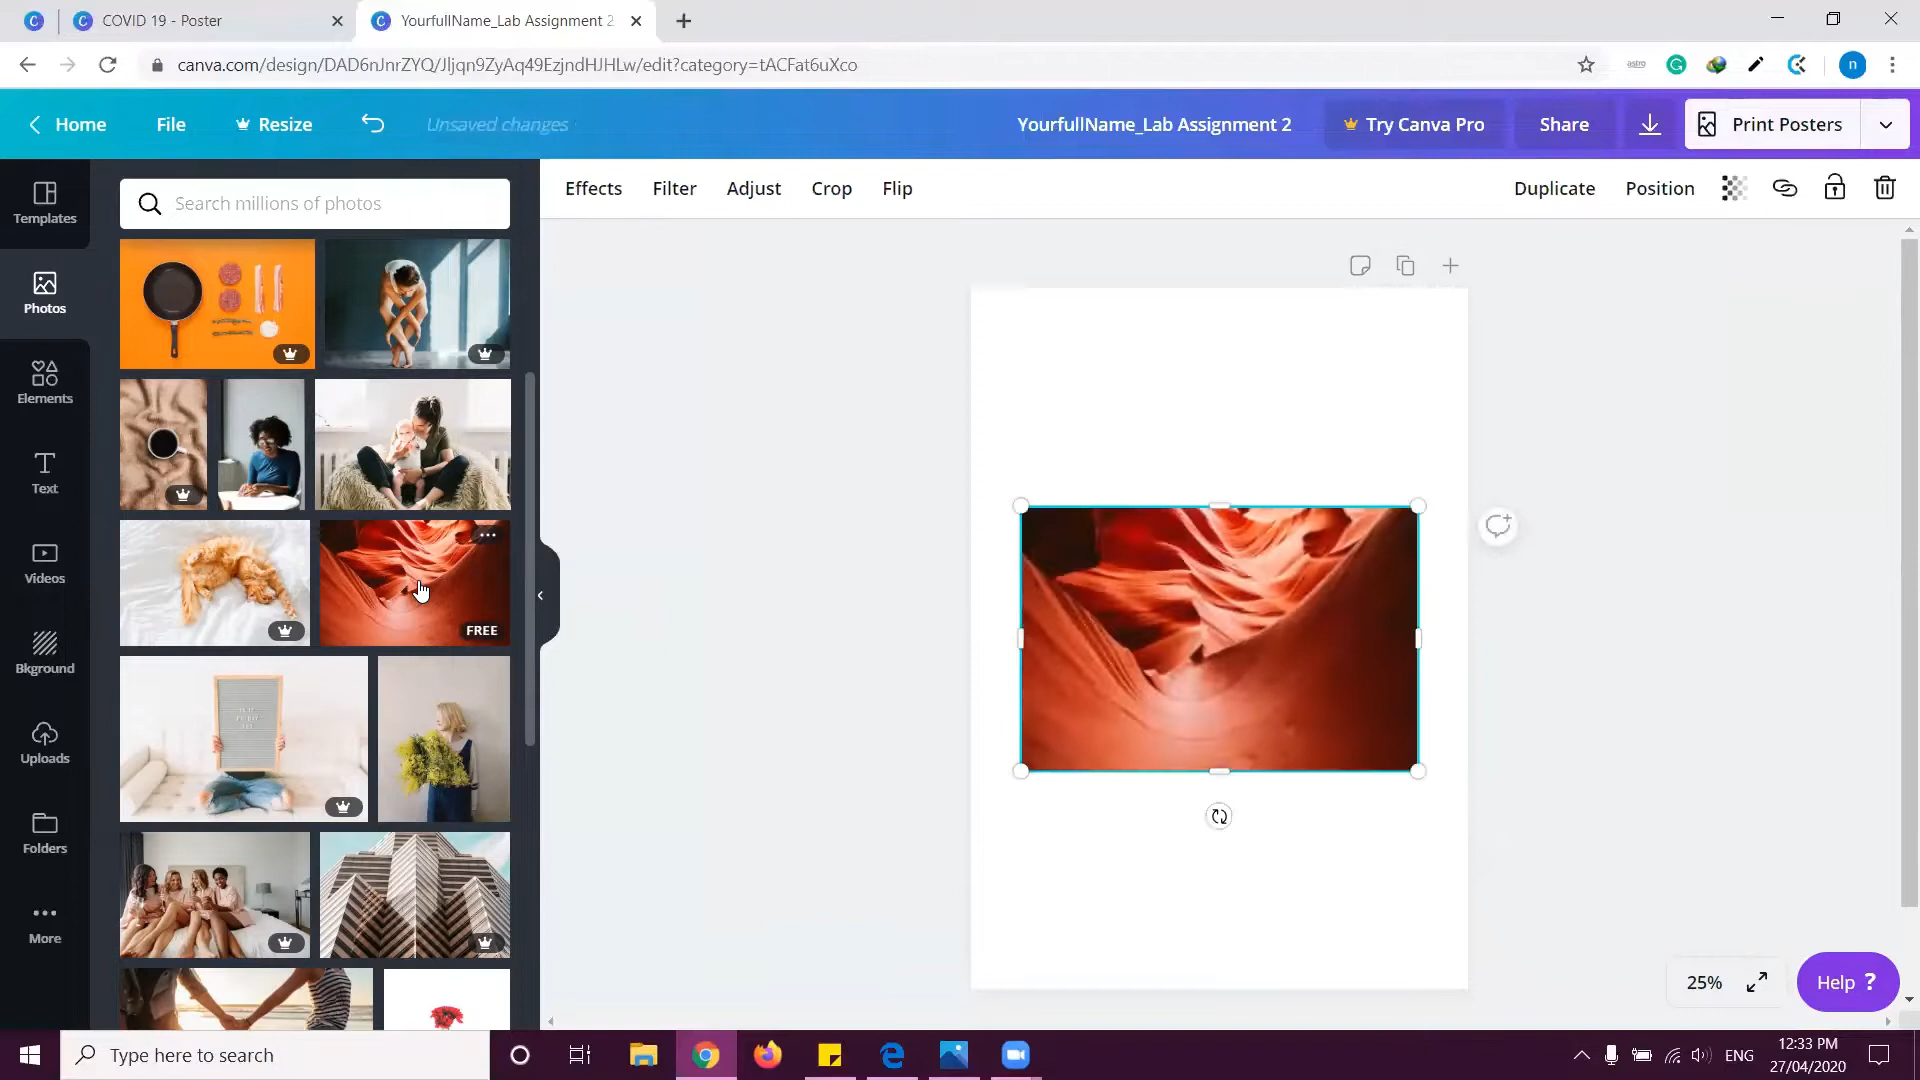 COVID 19 - Poster
YourfullName_Lab Assignment 2
canva.com/design/DAD6nJnrZYQ/Jljqn9ZyAq49EzjndHJHLw/edit?category=tACFat6uXco
astro
n
Home
File
Resize
Unsaved changes
YourfullName_Lab Assignment 2
Try Canva Pro
Share
Print Posters
Templates
Photos
Elements
Text
Videos
Bkground
Uploads
Folders
More
Search millions of photos
FREE
Effects
Filter
Adjust
Crop
Flip
Duplicate
Position
25%
Help ?
Type here to search
ENG
12:33 PM
27/04/2020